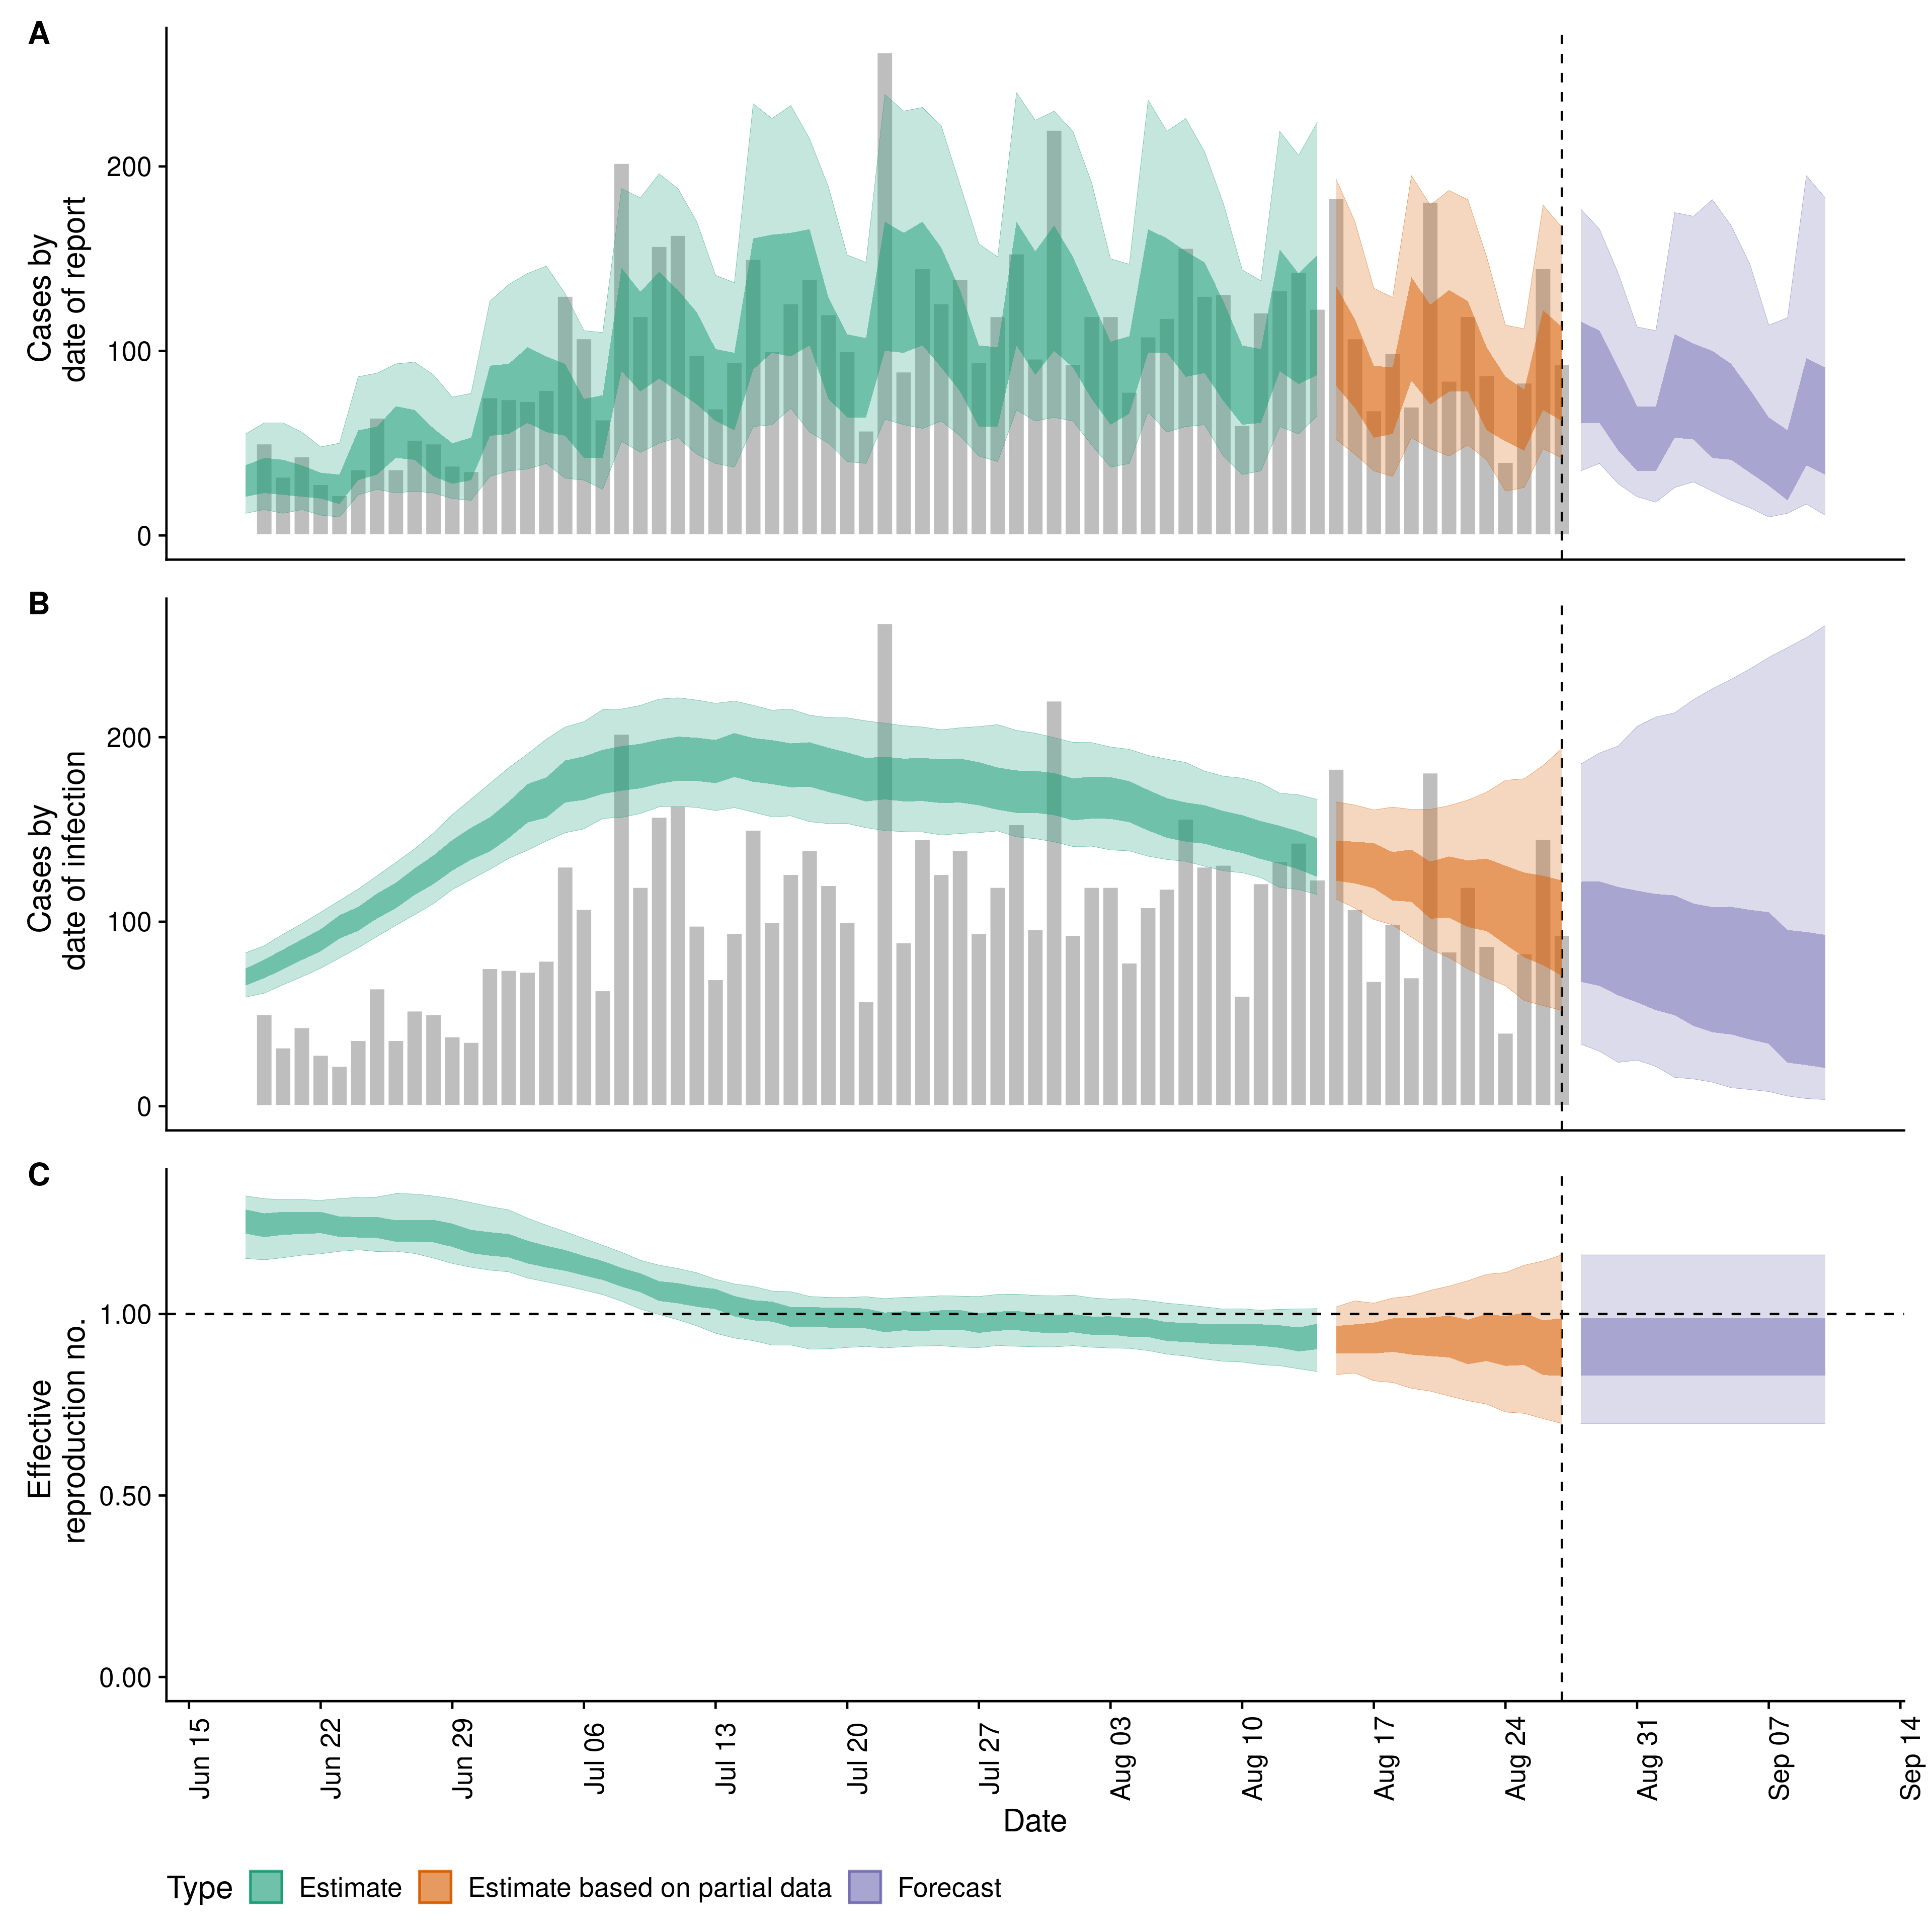 A
Cases by
date of report
200
100
0
B
Cases by
date of infection
200
100
0
C
Effective
reproduction no.
1.00
0.50
0.00
Jun 15
Jun 22
Jun 29
Jul 06
Jul 13
Jul 20
Jul 27
Aug 03
Aug 10
Aug 17
Aug 24
Aug 31
Sep 07
Sep 14
Date
Type Estimate Estimate based on partial data Forecast